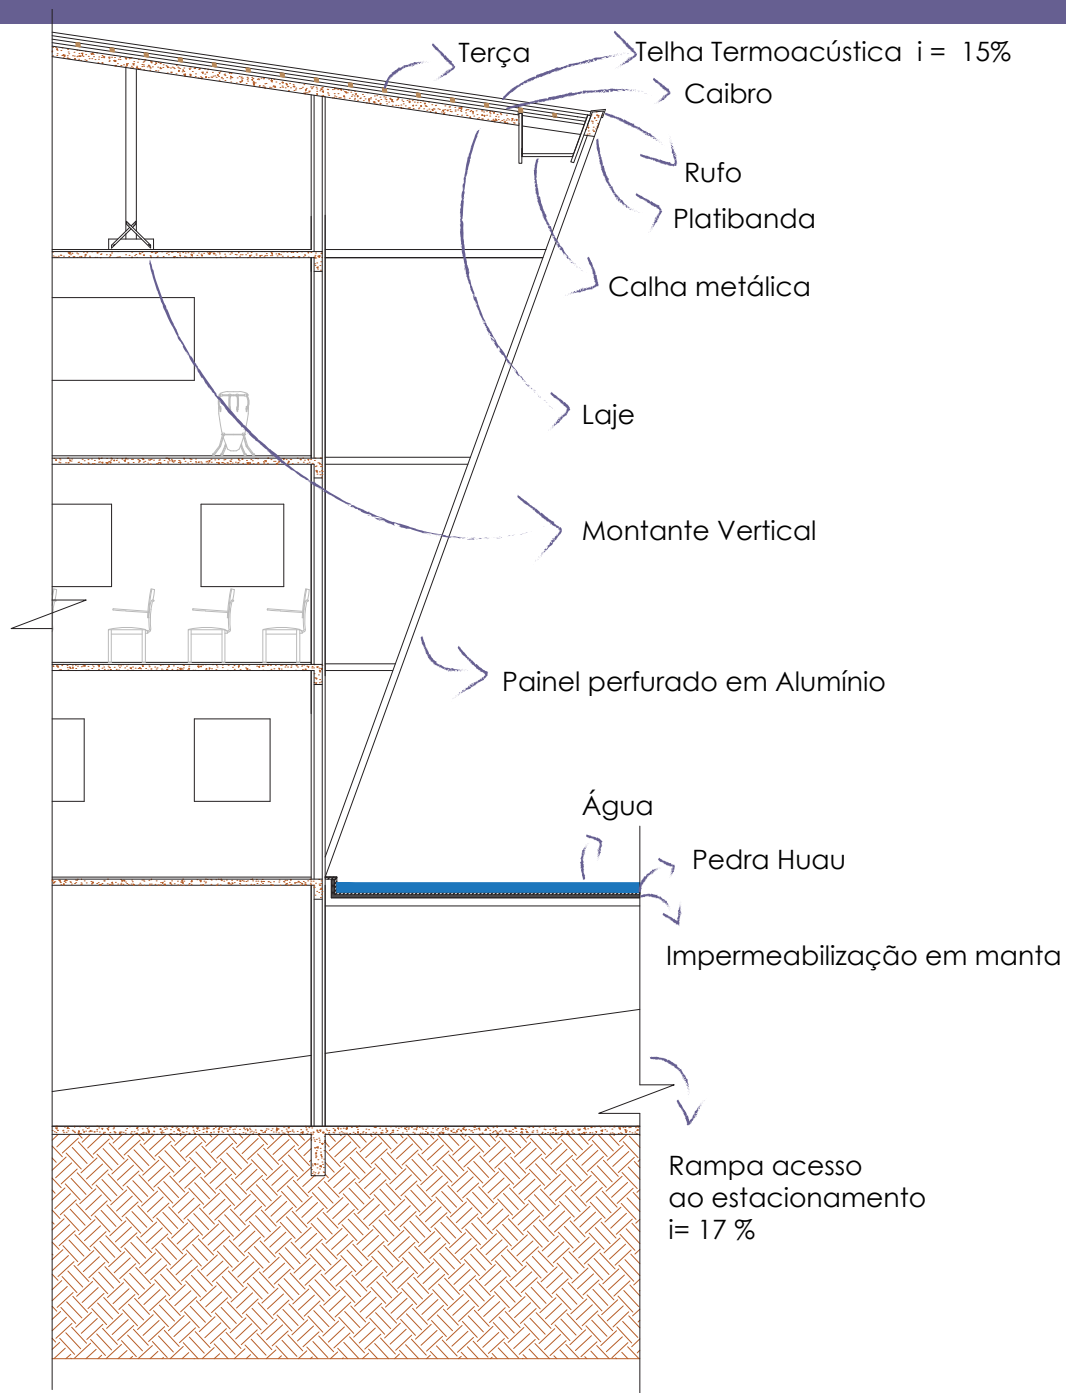 Terça
Telha Termoacústica i = 15%
Caibro
Rufo
Platibanda
Calha metálica
Laje
Montante Vertical
Painel perfurado em Alumínio
Água
Pedra Huau
Impermeabilização em manta
Rampa acesso
ao estacionamento
i= 17 %